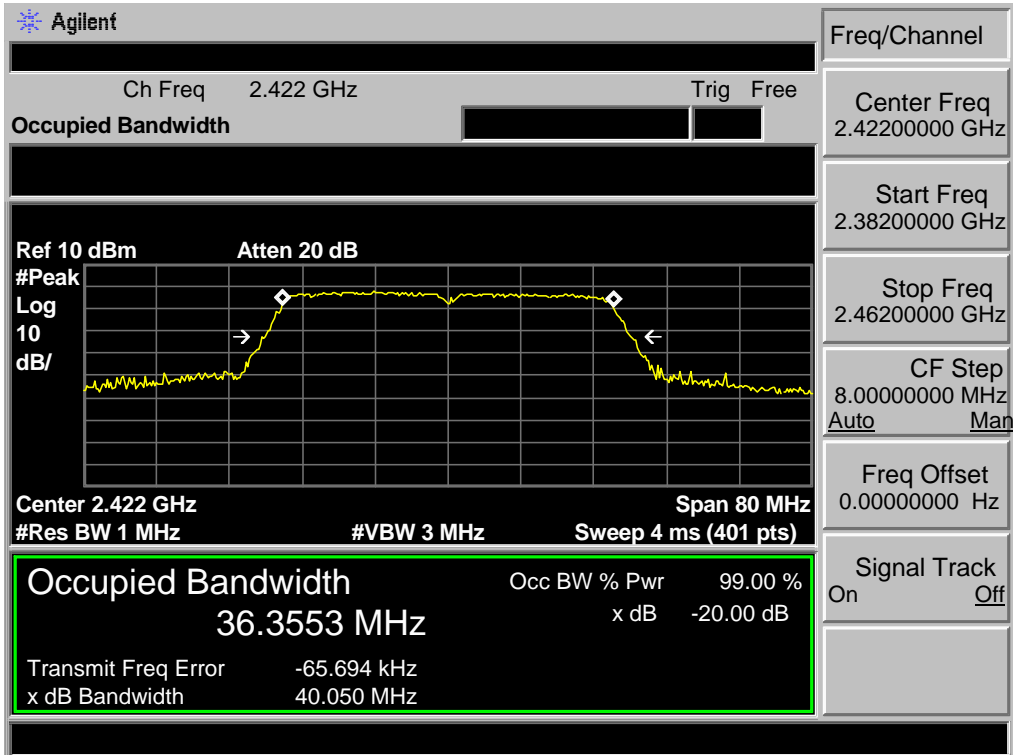 Agilent
Freq/Channel
Ch Freq 2.422 GHz Trig Free
Occupied Bandwidth
Center Freq
2.42200000 GHz
Start Freq
2.38200000 GHz
Stop Freq
2.46200000 GHz
CF Step
8.00000000 MHz
Auto Man
Freq Offset
0.00000000 Hz
Signal Track
On Off
Ref 10 dBm Atten 20 dB
#Peak
Log
10
dB/
Center 2.422 GHz Span 80 MHz
#Res BW 1 MHz #VBW 3 MHz Sweep 4 ms (401 pts)
Occupied Bandwidth Occ BW % Pwr 99.00 %
36.3553 MHz x dB -20.00 dB
Transmit Freq Error -65.694 kHz
x dB Bandwidth 40.050 MHz